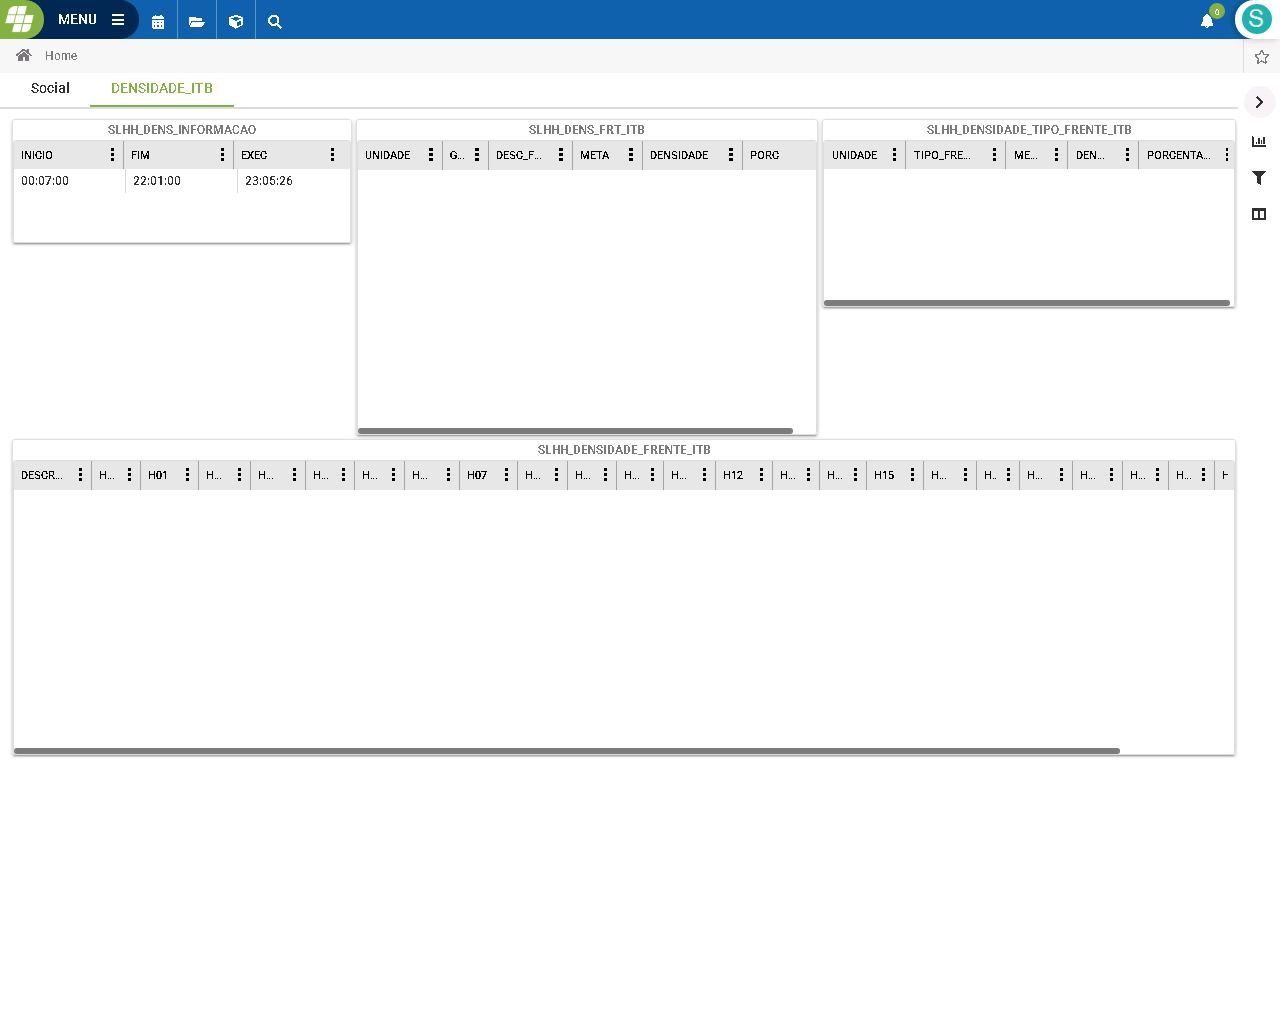 MENU
0
S
Home
Social
DENSIDADE_ITB
SLHH_DENS_INFORMACAO
INICIO FIM EXEC
00:07:00 22:01:00 23:05:26
SLHH_DENS_FRT_ITB
UNIDADE G... DESC_F... META DENSIDADE PORC
SLHH_DENSIDADE_TIPO_FRENTE_ITB
UNIDADE TIPO_FRE... ME... DEN... PORCENTA...
SLHH_DENSIDADE_FRENTE_ITB
DESCR... H... H01 H... H... H... H... H... H07 H... H... H... H... H12 H... H... H15 H... H.. H... H... H... H... H